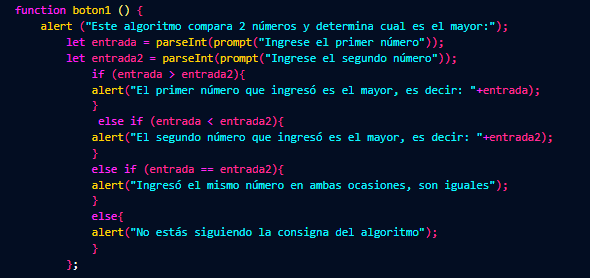 function boton1 () {
alert ("Este algoritmo compara 2 números y determina cual es el mayor:");
let entrada = parseInt(prompt("Ingrese el primer número"));
let entrada2 = parseInt(prompt("Ingrese el segundo número"));
if (entrada > entrada2){
alert("El primer número que ingresó es el mayor, es decir: "+entrada);
}
else if (entrada < entrada2){
alert("El segundo número que ingresó es el mayor, es decir: "+entrada2);
}
else if (entrada == entrada2){
alert("Ingresó el mismo número en ambas ocasiones, son iguales");
}
else{
alert("No estás siguiendo la consigna del algoritmo");
}
};